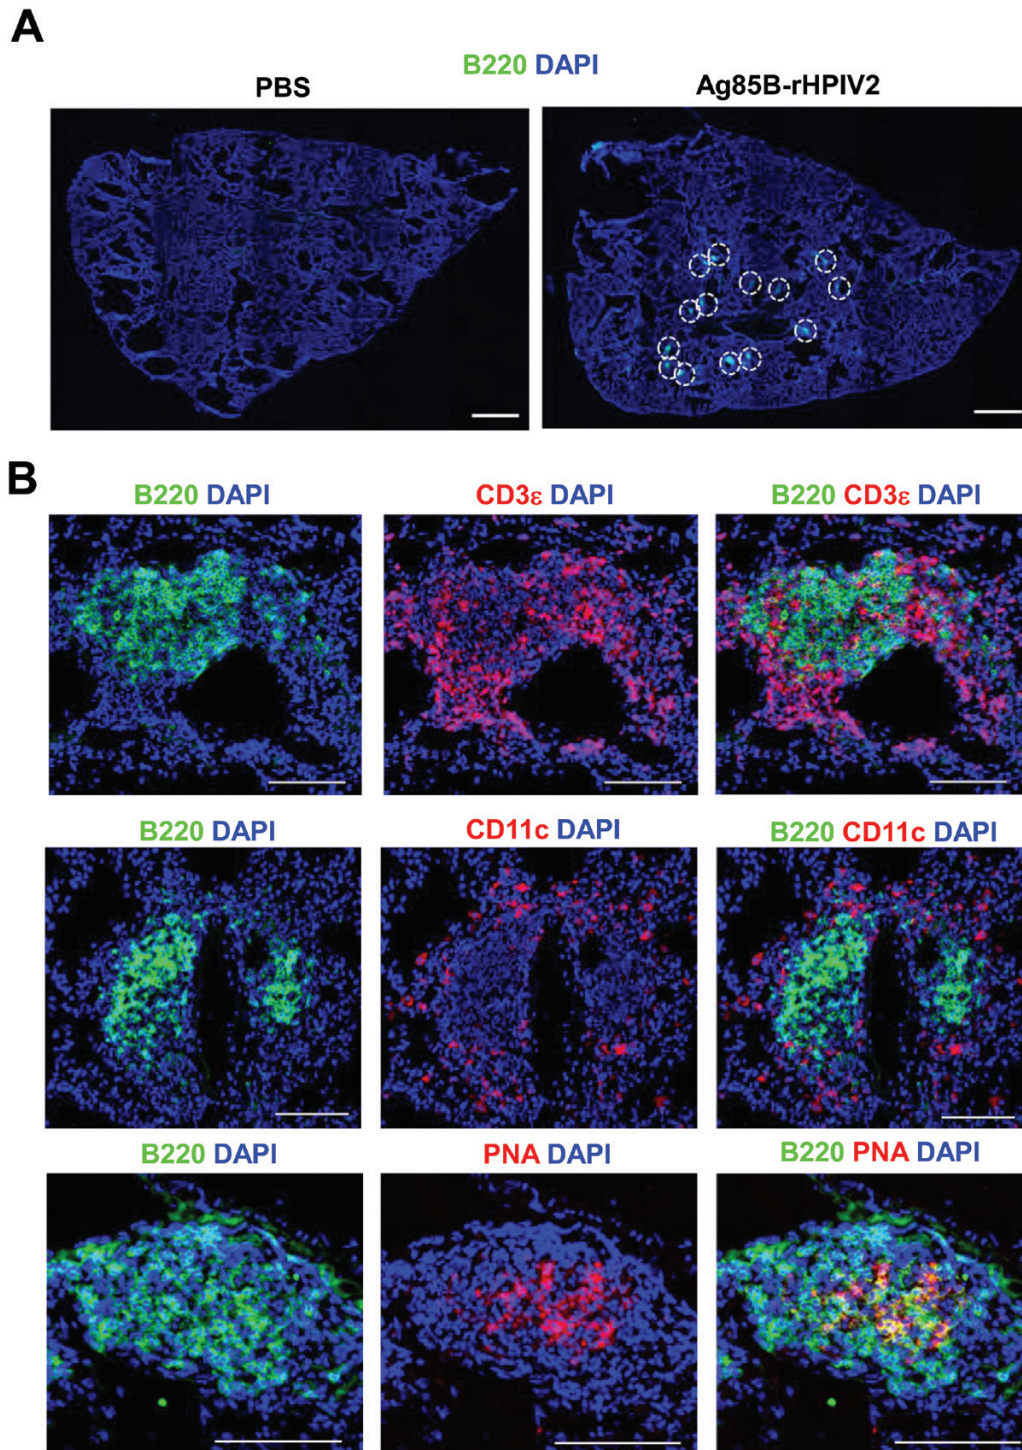 A
B220 DAPI
PBS
Ag85B-rHPIV2
B
B220 DAPI
CD3ε DAPI
B220 CD3ε DAPI
B220 DAPI
CD11c DAPI
B220 CD11c DAPI
B220 DAPI
PNA DAPI
B220 PNA DAPI